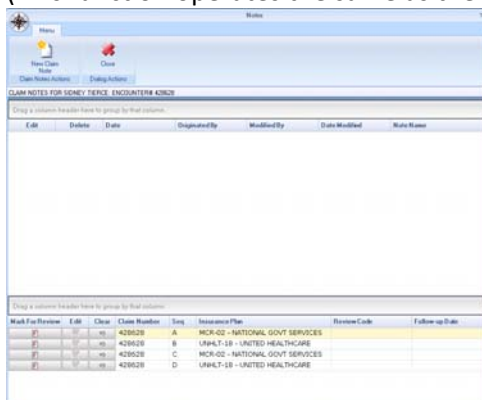 Notes
Menu
New Claim Note
Close
Claim Notes Actions
Dialog Actions
CLAIM NOTES FOR SIDNEY TIERCE: ENCOUNTER# 428628
Drag a column header here to group by that column.
Edit Delete Date Originated By Modified By Date Modified Note Name
Drag a column header here to group by that column.
Mark For Review Edit Clear Claim Number Seq Insurance Plan Review Code Follow-up Date
428628 A MCR-02 - NATIONAL GOVT SERVICES
428628 B UNHLT-18 - UNITED HEALTHCARE
428628 C MCR-02 - NATIONAL GOVT SERVICES
428628 D UNHLT-18 - UNITED HEALTHCARE